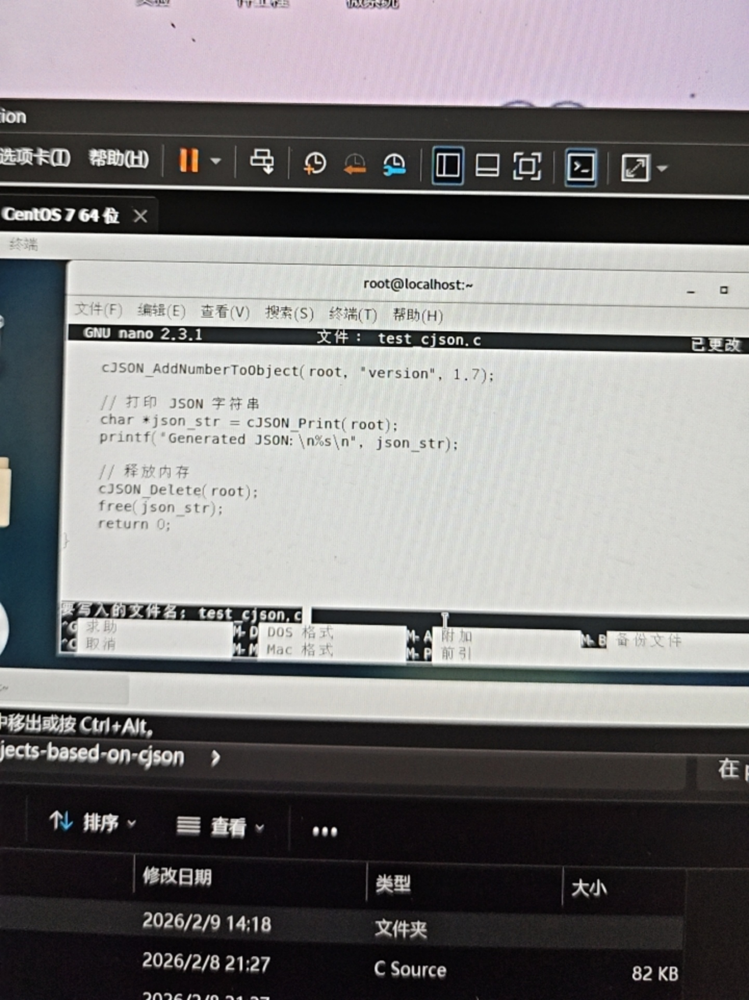 选项卡(T) 帮助(H)
CentOS 7 64 位
终端
root@localhost:~
文件(F) 编辑(E) 查看(V) 搜索(S) 终端(T) 帮助(H)
GNU nano 2.3.1 文件： test_cjson.c 已更改
cJSON_AddNumberToObject(root, "version", 1.7);
// 打印 JSON 字符串
char *json_str = cJSON_Print(root);
printf("Generated JSON:\n%s\n", json_str);
// 释放内存
cJSON_Delete(root);
free(json_str);
return 0;
}
要写入的文件名: test_cjson.c
^G 求助 M-D DOS 格式 M-A 附加 M-B 备份文件
^C 取消 M-M Mac 格式 M-P 前引
中移出或按 Ctrl+Alt。
jects-based-on-cjson >
在
排序 查看 •••
修改日期 类型 大小
2026/2/9 14:18 文件夹
2026/2/8 21:27 C Source 82 KB